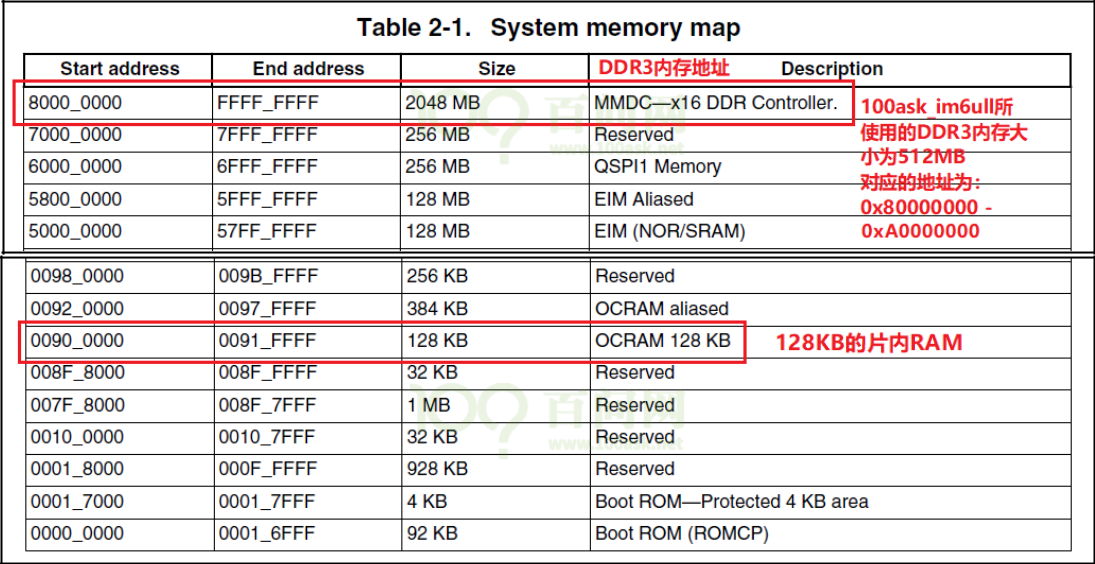 Table 2-1. System memory map
Start address End address Size DDR3内存地址 Description
8000_0000 FFFF_FFFF 2048 MB MMDC—x16 DDR Controller.
7000_0000 7FFF_FFFF 256 MB Reserved
6000_0000 6FFF_FFFF 256 MB QSPI1 Memory
5800_0000 5FFF_FFFF 128 MB EIM Aliased
5000_0000 57FF_FFFF 128 MB EIM (NOR/SRAM)
100ask_im6ull所
使用的DDR3内存大
小为512MB
对应的地址为：
0x80000000 -
0xA0000000
0098_0000 009B_FFFF 256 KB Reserved
0092_0000 0097_FFFF 384 KB OCRAM aliased
0090_0000 0091_FFFF 128 KB OCRAM 128 KB 128KB的片内RAM
008F_8000 008F_FFFF 32 KB Reserved
007F_8000 008F_7FFF 1 MB Reserved
0010_0000 0010_7FFF 32 KB Reserved
0001_8000 000F_FFFF 928 KB Reserved
0001_7000 0001_7FFF 4 KB Boot ROM—Protected 4 KB area
0000_0000 0001_6FFF 92 KB Boot ROM (ROMCP)
百问网
www.100ask.net
百问网
www.100ask.net